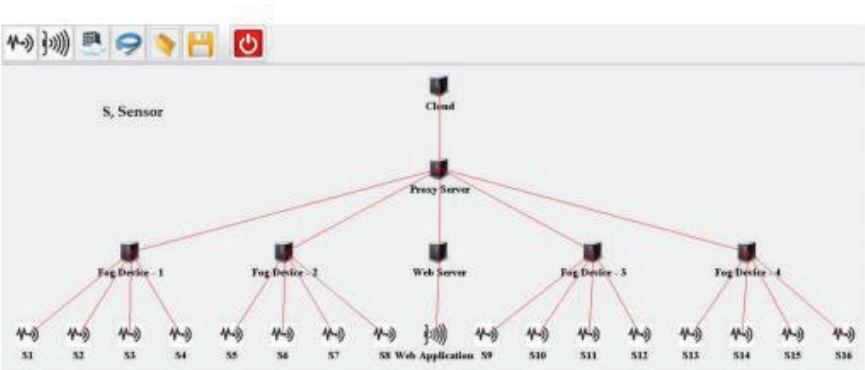 S, Sensor
Cloud
Proxy Server
Fog Device - 1
Fog Device - 2
Web Server
Fog Device - 3
Fog Device - 4
S1 S2 S3 S4 S5 S6 S7 S8 Web Application S9 S10 S11 S12 S13 S14 S15 S16